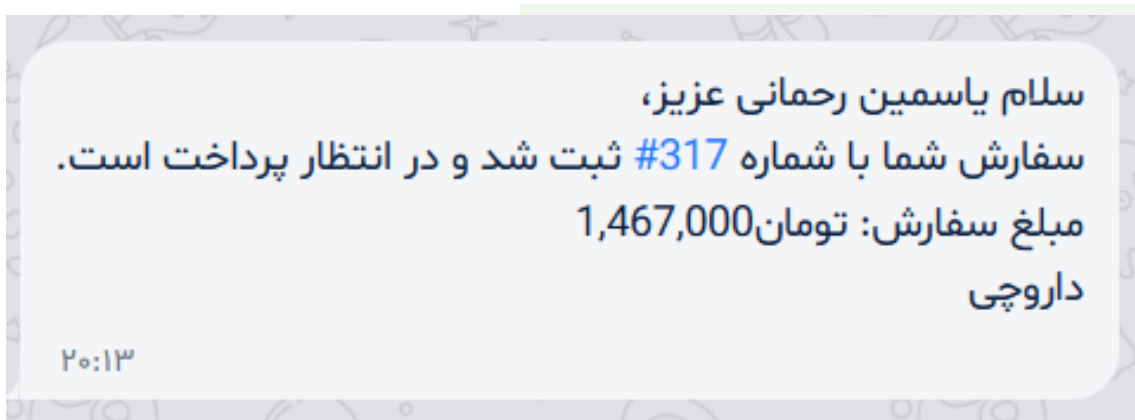 سلام یاسمین رحمانی عزیز،
سفارش شما با شماره #317 ثبت شد و در انتظار پرداخت است.
مبلغ سفارش: تومان1,467,000
داروچی
۲۰:۱۳